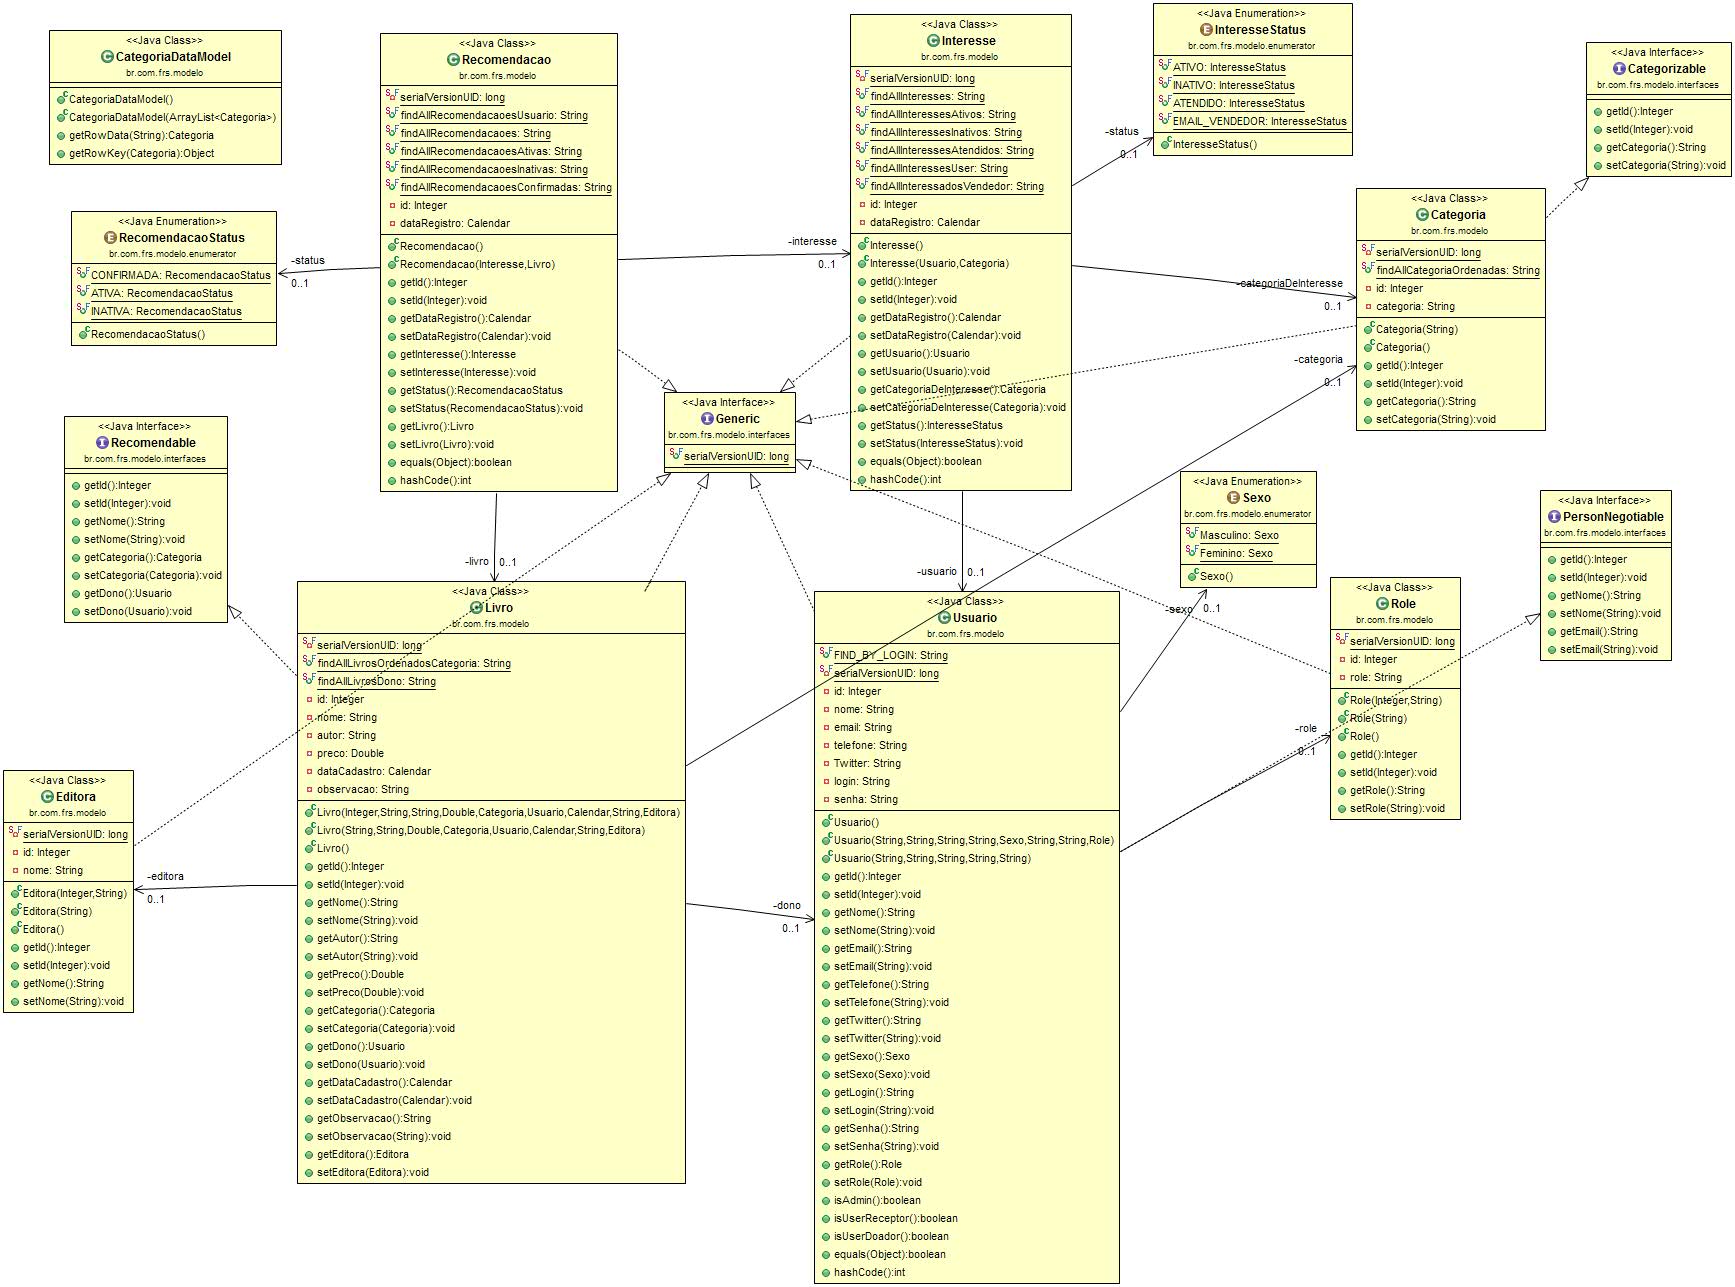 <<Java Class>>
CategoriaDataModel
br.com.frs.modelo
CategoriaDataModel()
CategoriaDataModel(ArrayList<Categoria>)
getRowData(String):Categoria
getRowKey(Categoria):Object
<<Java Class>>
Recomendacao
br.com.frs.modelo
serialVersionUID: long
findAllRecomendacaoesUsuario: String
findAllRecomendacoes: String
findAllRecomendacaoesAtivas: String
findAllRecomendacaoesInativas: String
findAllRecomendacaoesConfirmadas: String
id: Integer
dataRegistro: Calendar
Recomendacao()
Recomendacao(Interesse,Livro)
getId():Integer
setId(Integer):void
getDataRegistro():Calendar
setDataRegistro(Calendar):void
getInteresse():Interesse
setInteresse(Interesse):void
getStatus():RecomendacaoStatus
setStatus(RecomendacaoStatus):void
getLivro():Livro
setLivro(Livro):void
equals(Object):boolean
hashCode():int
<<Java Class>>
Interesse
br.com.frs.modelo
serialVersionUID: long
findAllInteresses: String
findAllInteressesAtivos: String
findAllInteressesInativos: String
findAllInteressesAtendidos: String
findAllInteressesUser: String
findAllInteressadosVendedor: String
id: Integer
dataRegistro: Calendar
Interesse()
Interesse(Usuario,Categoria)
getId():Integer
setId(Integer):void
getDataRegistro():Calendar
setDataRegistro(Calendar):void
getUsuario():Usuario
setUsuario(Usuario):void
getCategoriaDeInteresse():Categoria
setCategoriaDeInteresse(Categoria):void
getStatus():InteresseStatus
setStatus(InteresseStatus):void
equals(Object):boolean
hashCode():int
<<Java Enumeration>>
InteresseStatus
br.com.frs.modelo.enumerator
ATIVO: InteresseStatus
INATIVO: InteresseStatus
ATENDIDO: InteresseStatus
EMAIL_VENDEDOR: InteresseStatus
InteresseStatus()
<<Java Interface>>
Categorizable
br.com.frs.modelo.interfaces
getId():Integer
setId(Integer):void
getCategoria():String
setCategoria(String):void
<<Java Enumeration>>
RecomendacaoStatus
br.com.frs.modelo.enumerator
CONFIRMADA: RecomendacaoStatus
ATIVA: RecomendacaoStatus
INATIVA: RecomendacaoStatus
RecomendacaoStatus()
-status
0..1
-interesse
0..1
-status
0..1
-categoriaDeInteresse
0..1
-categoria
0..1
<<Java Class>>
Categoria
br.com.frs.modelo
serialVersionUID: long
findAllCategoriaOrdenadas: String
id: Integer
categoria: String
Categoria(String)
Categoria()
getId():Integer
setId(Integer):void
getCategoria():String
setCategoria(String):void
<<Java Interface>>
Generic
br.com.frs.modelo.interfaces
serialVersionUID: long
<<Java Interface>>
Recomendable
br.com.frs.modelo.interfaces
getId():Integer
setId(Integer):void
getNome():String
setNome(String):void
getCategoria():Categoria
setCategoria(Categoria):void
getDono():Usuario
setDono(Usuario):void
<<Java Enumeration>>
Sexo
br.com.frs.modelo.enumerator
Masculino: Sexo
Feminino: Sexo
Sexo()
<<Java Interface>>
PersonNegotiable
br.com.frs.modelo.interfaces
getId():Integer
setId(Integer):void
getNome():String
setNome(String):void
getEmail():String
setEmail(String):void
-livro
0..1
-usuario
0..1
-sexo
0..1
-role
0..1
<<Java Class>>
Livro
br.com.frs.modelo
serialVersionUID: long
findAllLivrosOrdenadosCategoria: String
findAllLivrosDono: String
id: Integer
nome: String
autor: String
preco: Double
dataCadastro: Calendar
observacao: String
Livro(Integer,String,String,Double,Categoria,Usuario,Calendar,String,Editora)
Livro(String,String,Double,Categoria,Usuario,Calendar,String,Editora)
Livro()
getId():Integer
setId(Integer):void
getNome():String
setNome(String):void
getAutor():String
setAutor(String):void
getPreco():Double
setPreco(Double):void
getCategoria():Categoria
setCategoria(Categoria):void
getDono():Usuario
setDono(Usuario):void
getDataCadastro():Calendar
setDataCadastro(Calendar):void
getObservacao():String
setObservacao(String):void
getEditora():Editora
setEditora(Editora):void
<<Java Class>>
Usuario
br.com.frs.modelo
FIND_BY_LOGIN: String
serialVersionUID: long
id: Integer
nome: String
email: String
telefone: String
Twitter: String
login: String
senha: String
Usuario()
Usuario(String,String,String,String,Sexo,String,String,Role)
Usuario(String,String,String,String,String)
getId():Integer
setId(Integer):void
getNome():String
setNome(String):void
getEmail():String
setEmail(String):void
getTelefone():String
setTelefone(String):void
getTwitter():String
setTwitter(String):void
getSexo():Sexo
setSexo(Sexo):void
getLogin():String
setLogin(String):void
getSenha():String
setSenha(String):void
getRole():Role
setRole(Role):void
isAdmin():boolean
isUserReceptor():boolean
isUserDoador():boolean
equals(Object):boolean
hashCode():int
<<Java Class>>
Role
br.com.frs.modelo
serialVersionUID: long
id: Integer
role: String
Role(Integer,String)
Role(String)
Role()
getId():Integer
setId(Integer):void
getRole():String
setRole(String):void
<<Java Class>>
Editora
br.com.frs.modelo
serialVersionUID: long
id: Integer
nome: String
Editora(Integer,String)
Editora(String)
Editora()
getId():Integer
setId(Integer):void
getNome():String
setNome(String):void
-editora
0..1
-dono
0..1